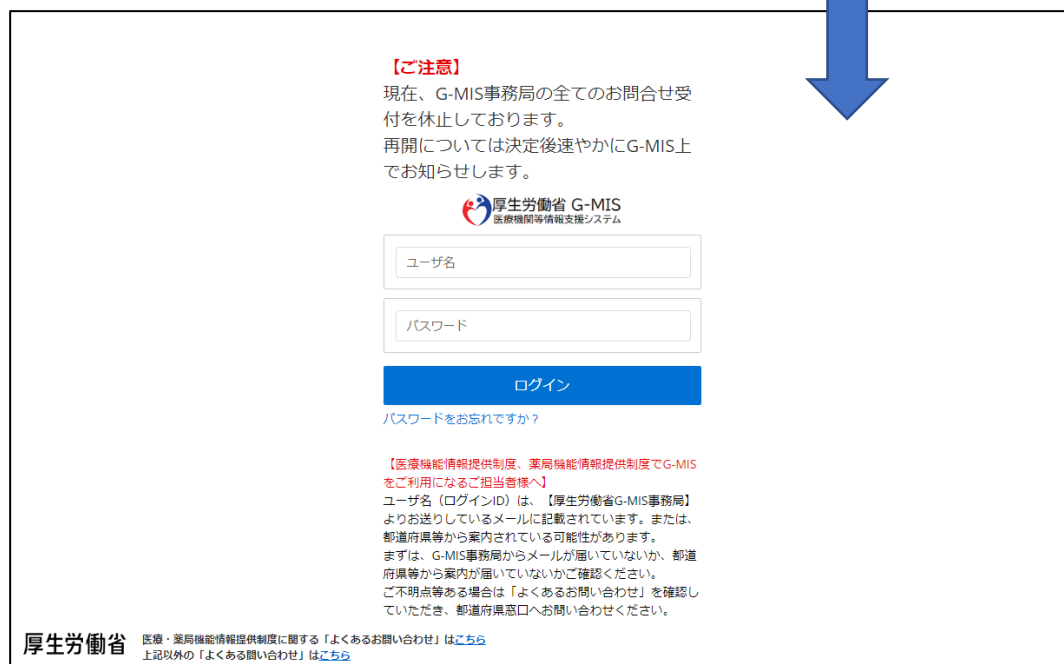 【ご注意】
現在、G-MIS事務局の全てのお問合せ受
付を休止しております。
再開については決定後速やかにG-MIS上
でお知らせします。
厚生労働省 G-MIS
医療機関等情報支援システム
ユーザ名
パスワード
ログイン
パスワードをお忘れですか？
【医療機能情報提供制度、薬局機能情報提供制度でG-MIS
をご利用になるご担当者様へ】
ユーザ名（ログインID）は、【厚生労働省G-MIS事務局】
よりお送りしているメールに記載されています。または、
都道府県等から案内されている可能性があります。
まずは、G-MIS事務局からメールが届いていないか、都道
府県等から案内が届いていないかご確認ください。
ご不明点等ある場合は「よくあるお問い合わせ」を確認し
ていただき、都道府県窓口へお問い合わせください。
厚生労働省
医療・薬局機能情報提供制度に関する「よくあるお問い合わせ」はこちら
上記以外の「よくある問い合わせ」はこちら